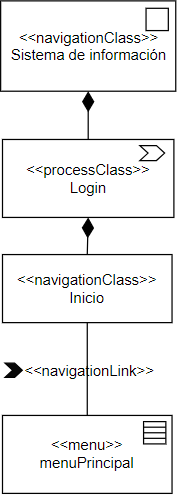 <<navigationClass>>
Sistema de información
<<processClass>>
Login
<<navigationClass>>
Inicio
<<navigationLink>>
<<menu>>
menuPrincipal